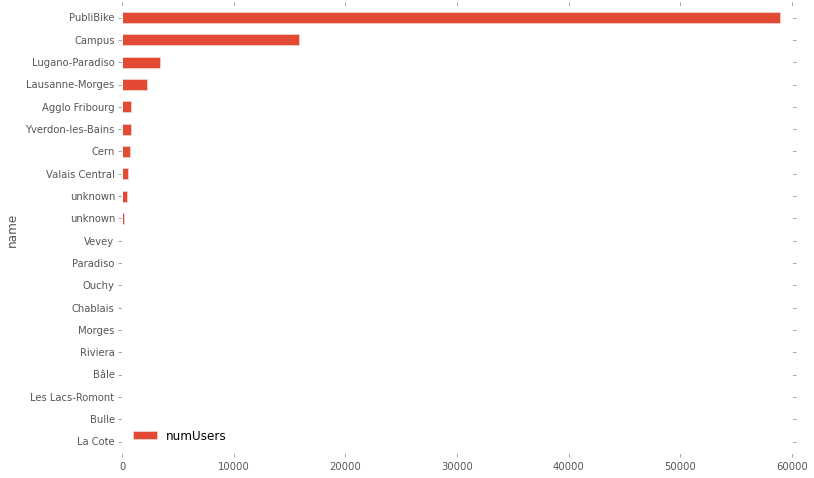 PubliBike
Campus
Lugano-Paradiso
Lausanne-Morges
Agglo Fribourg
Yverdon-les-Bains
Cern
Valais Central
unknown
unknown
Vevey
Paradiso
Ouchy
Chablais
Morges
Riviera
Bâle
Les Lacs-Romont
Bulle
La Cote
name
numUsers
0 10000 20000 30000 40000 50000 60000